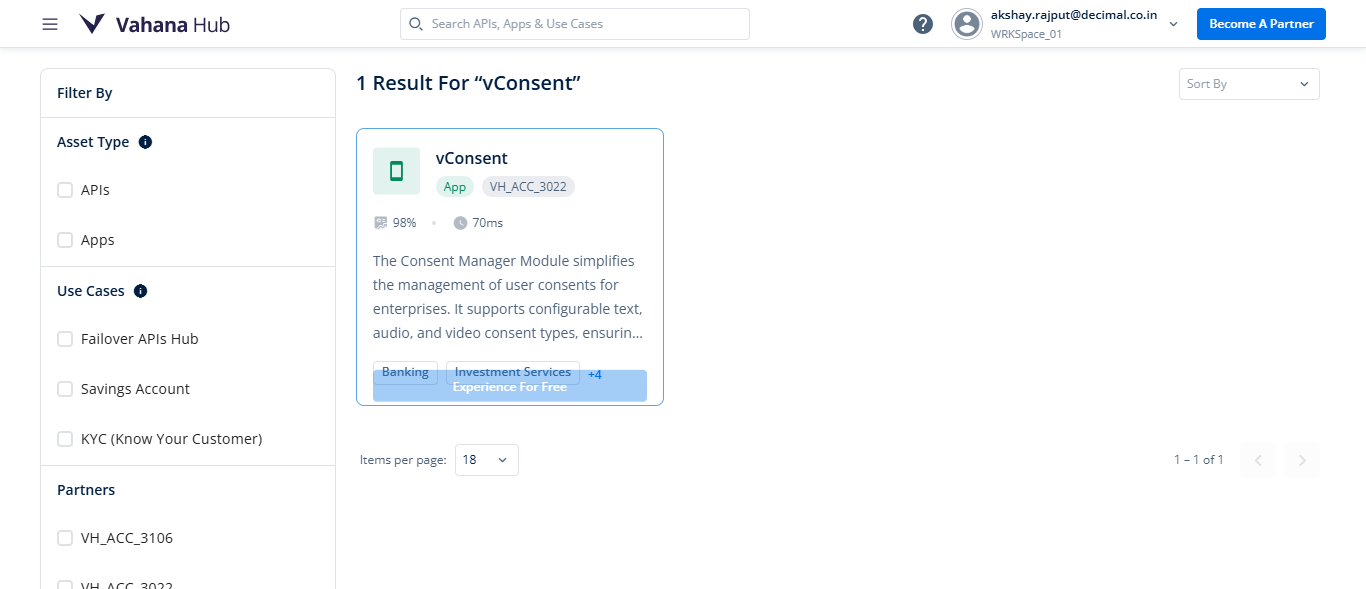 Vahana Hub
Search APIs, Apps & Use Cases
?
akshay.rajput@decimal.co.in
WRKSpace_01
Become A Partner
Filter By
Asset Type
APIs
Apps
Use Cases
Failover APIs Hub
Savings Account
KYC (Know Your Customer)
Partners
VH_ACC_3106
VH_ACC_3022
1 Result For “vConsent”
Sort By
vConsent
App VH_ACC_3022
98% • 70ms
The Consent Manager Module simplifies
the management of user consents for
enterprises. It supports configurable text,
audio, and video consent types, ensurin...
Banking Investment Services +4
Experience For Free
Items per page: 18
1 – 1 of 1